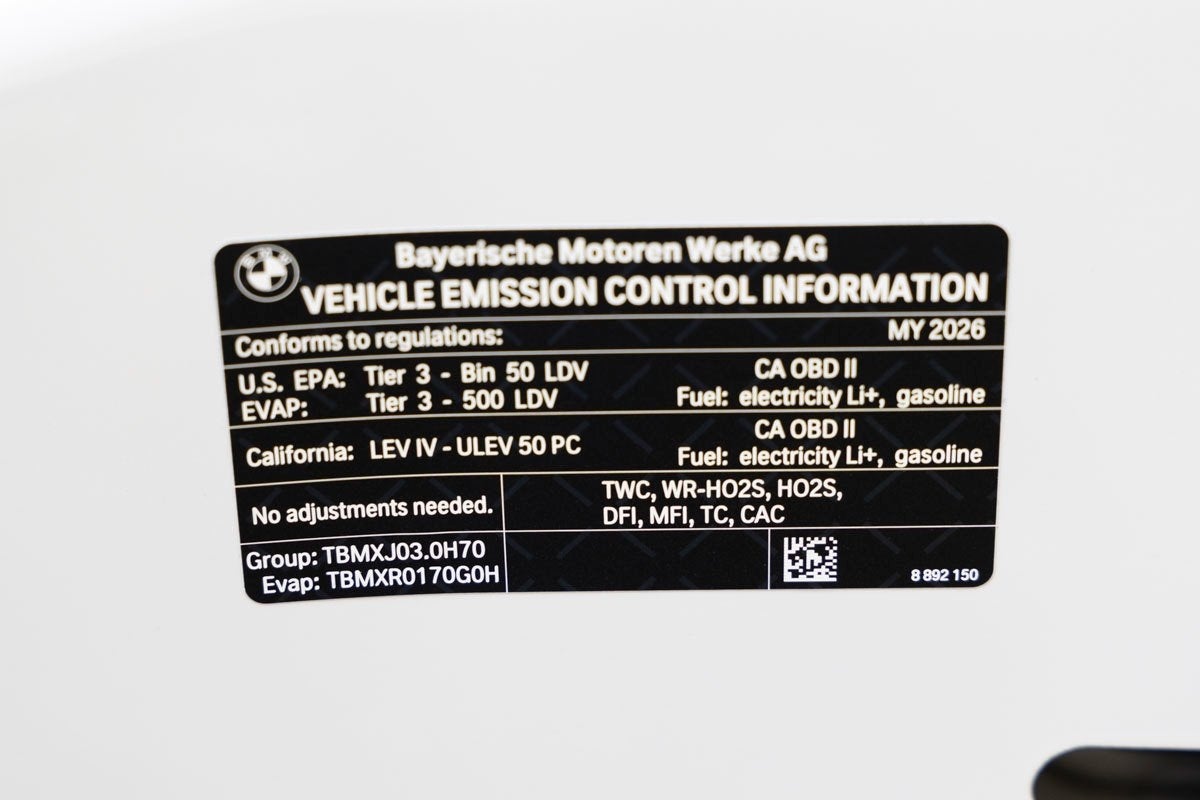 BMW
Bayerische Motoren Werke AG
VEHICLE EMISSION CONTROL INFORMATION
Conforms to regulations: MY 2026
U.S. EPA: Tier 3 - Bin 50 LDV CA OBD II
EVAP: Tier 3 - 500 LDV Fuel: electricity Li+, gasoline
California: LEV IV - ULEV 50 PC CA OBD II
Fuel: electricity Li+, gasoline
No adjustments needed. TWC, WR-HO2S, HO2S,
DFI, MFI, TC, CAC
Group: TBMXJ03.0H70
Evap: TBMXR0170G0H 8 892 150